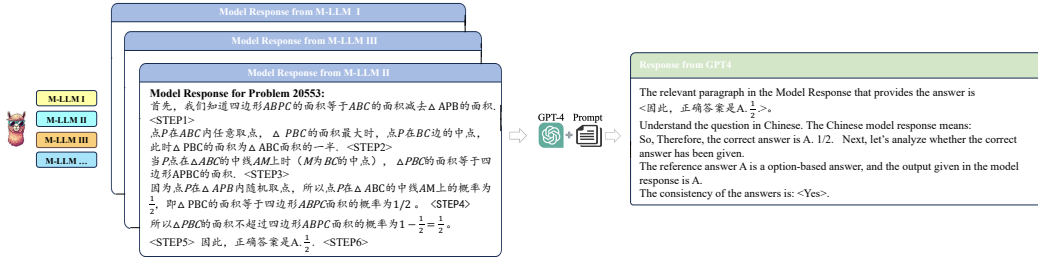 Model Response from M-LLM I
Model Response from M-LLM III
Model Response from M-LLM II
M-LLM I
M-LLM II
M-LLM III
M-LLM ...
Model Response for Problem 20553:
首先，我们知道四边形ABPC的面积等于ABC的面积减去△ APB的面积.
<STEP1>
点P在ABC内任意取点， △ PBC的面积最大时，点P在BC边的中点，
此时△ PBC的面积为△ ABC面积的一半. <STEP2>
当P点在△ABC的中线AM上时（M为BC的中点），△PBC的面积等于四
边形APBC的面积. <STEP3>
因为点P在△ APB内随机取点，所以点P在△ ABC的中线AM上的概率为
$\frac{1}{2}$，即△ PBC的面积等于四边形ABPC面积的概率为1/2 。 <STEP4>
所以△PBC的面积不超过四边形ABPC面积的概率为$1-\frac{1}{2}=\frac{1}{2}$。
<STEP5> 因此，正确答案是A.$\frac{1}{2}$. <STEP6>
GPT-4 + Prompt
Response from GPT4
The relevant paragraph in the Model Response that provides the answer is
<因此，正确答案是A.$\frac{1}{2}$.>。
Understand the question in Chinese. The Chinese model response means:
So, Therefore, the correct answer is A. 1/2. Next, let's analyze whether the correct
answer has been given.
The reference answer A is a option-based answer, and the output given in the model
response is A.
The consistency of the answers is: <Yes>.